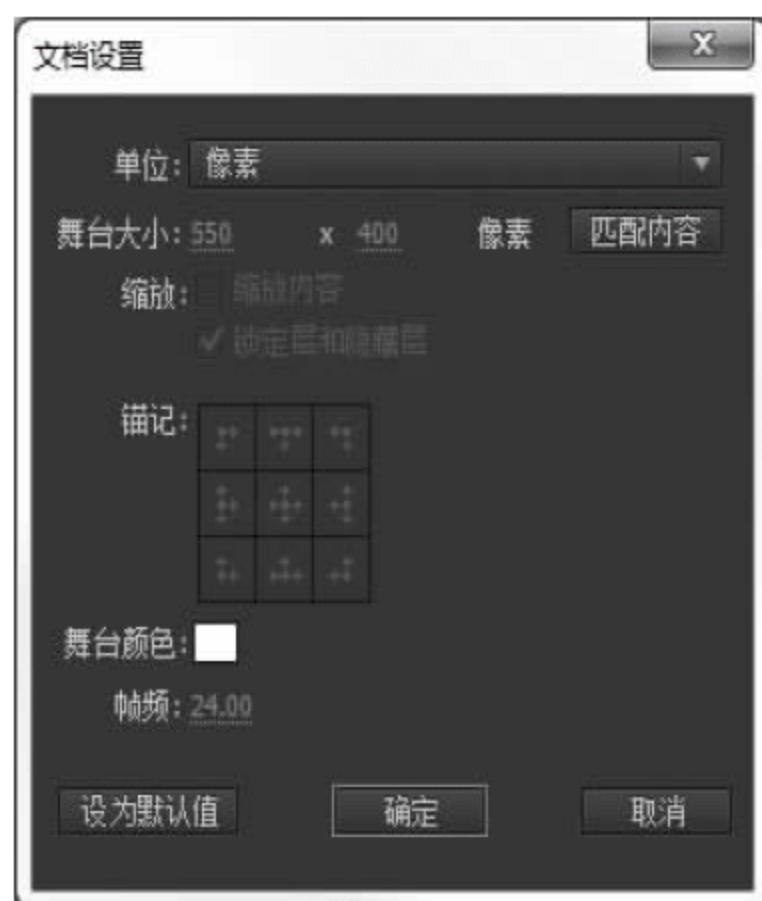 文档设置
X
单位: 像素
舞台大小: 550 x 400 像素 匹配内容
缩放: 缩放内容
锁定层和隐藏层
锚记:
舞台颜色:
帧频: 24.00
设为默认值 确定 取消